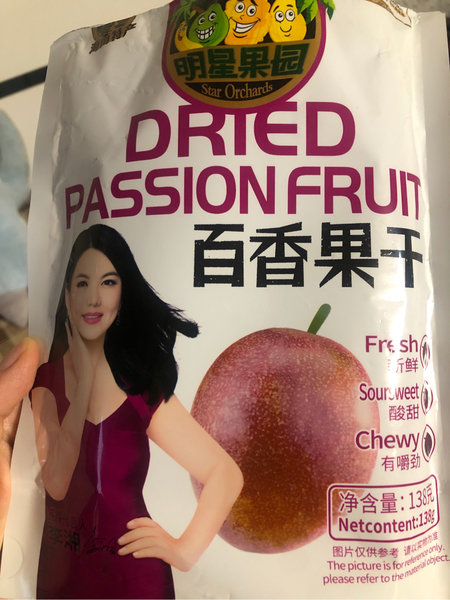 明星果园
Star Orchards
DRIED
PASSION FRUIT
百香果干
Fresh
新鲜
Soursweet
酸甜
Chewy
有嚼劲
净含量:138克
Netcontent:138g
图片仅供参考 请以实物为准
The picture is for reference only.
please refer to the material object.